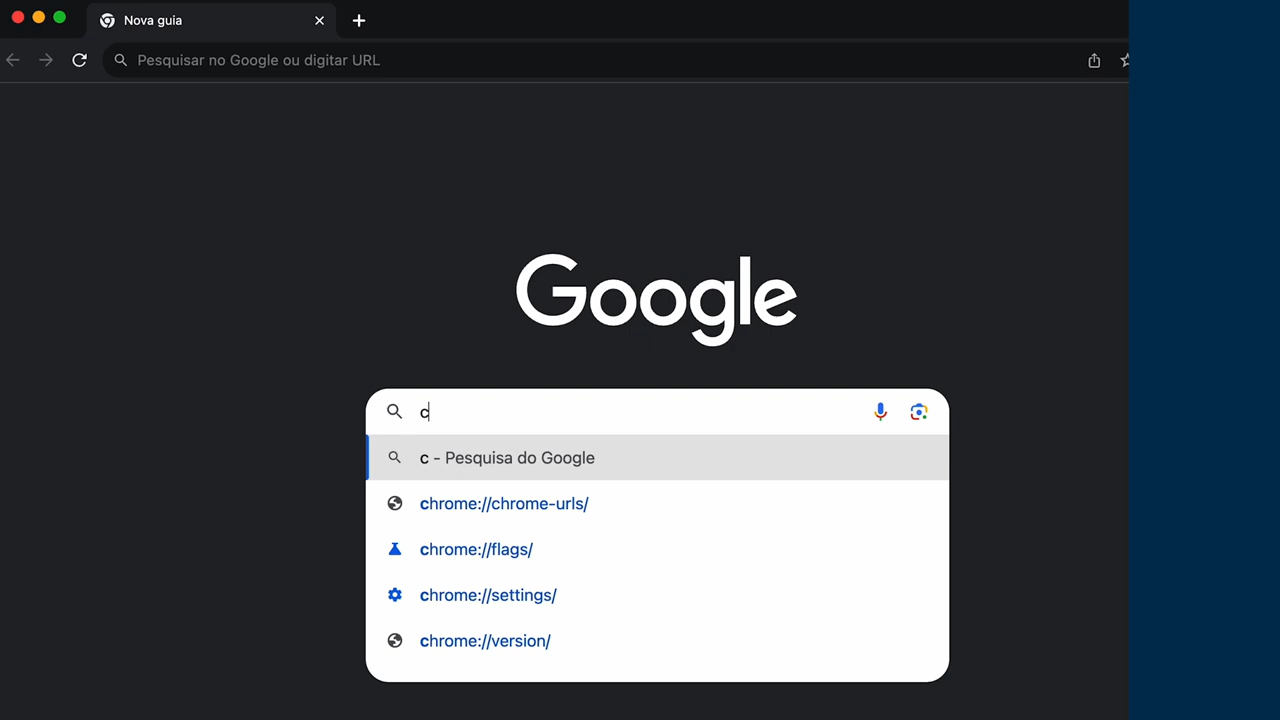 Nova guia
Pesquisar no Google ou digitar URL
Google
c
c - Pesquisa do Google
chrome://chrome-urls/
chrome://flags/
chrome://settings/
chrome://version/